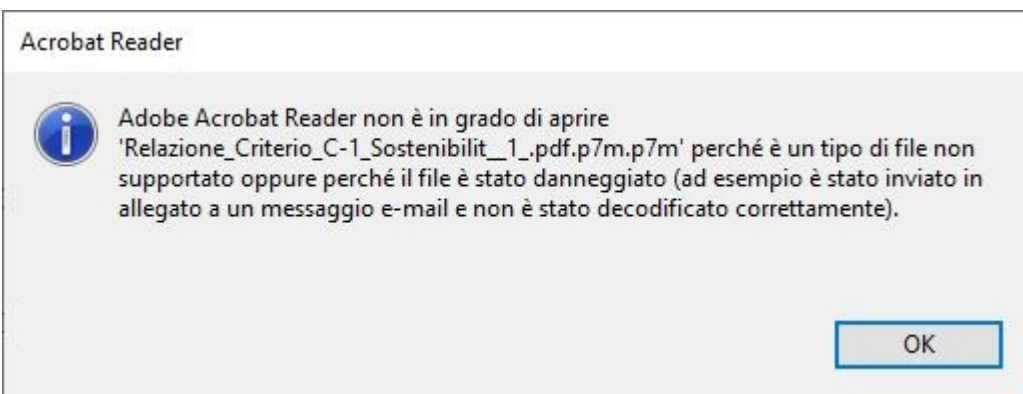 Acrobat Reader
Adobe Acrobat Reader non è in grado di aprire
'Relazione_Criterio_C-1_Sostenibilit__1_.pdf.p7m.p7m' perché è un tipo di file non
supportato oppure perché il file è stato danneggiato (ad esempio è stato inviato in
allegato a un messaggio e-mail e non è stato decodificato correttamente).
OK